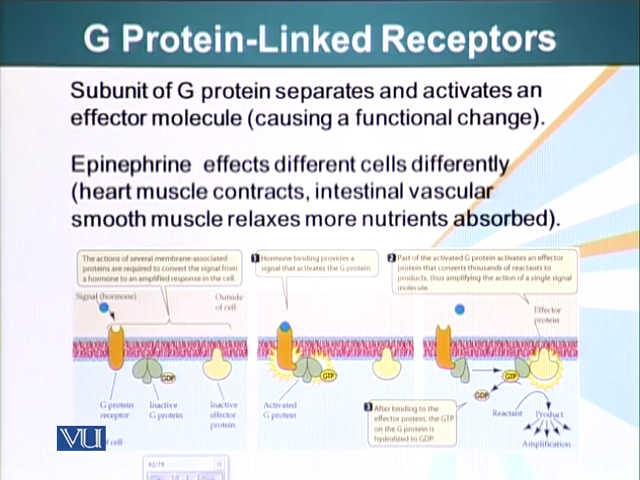 G Protein-Linked Receptors
Subunit of G protein separates and activates an
effector molecule (causing a functional change).
Epinephrine effects different cells differently
(heart muscle contracts, intestinal vascular
smooth muscle relaxes more nutrients absorbed).
The actions of several membrane-associated
proteins are required to convert the signal from
a hormone to an amplified response in the cell.
1 Hormone binding provides a
signal that activates the G protein.
2 Part of the activated G protein activates an effector
protein that converts thousands of reactants to
products, thus amplifying the action of a single signal
molecule.
Signal (hormone)
Outside
of cell
Effector
protein
GDP
GTP
GTP
GDP
G protein
receptor
Inactive
G protein
Inactive
effector
protein
Activated
G protein
3 After binding to the
effector protein, the GTP
on the G protein is
hydrolized to GDP.
Reactant
Product
Amplification
VU
cell
62/79